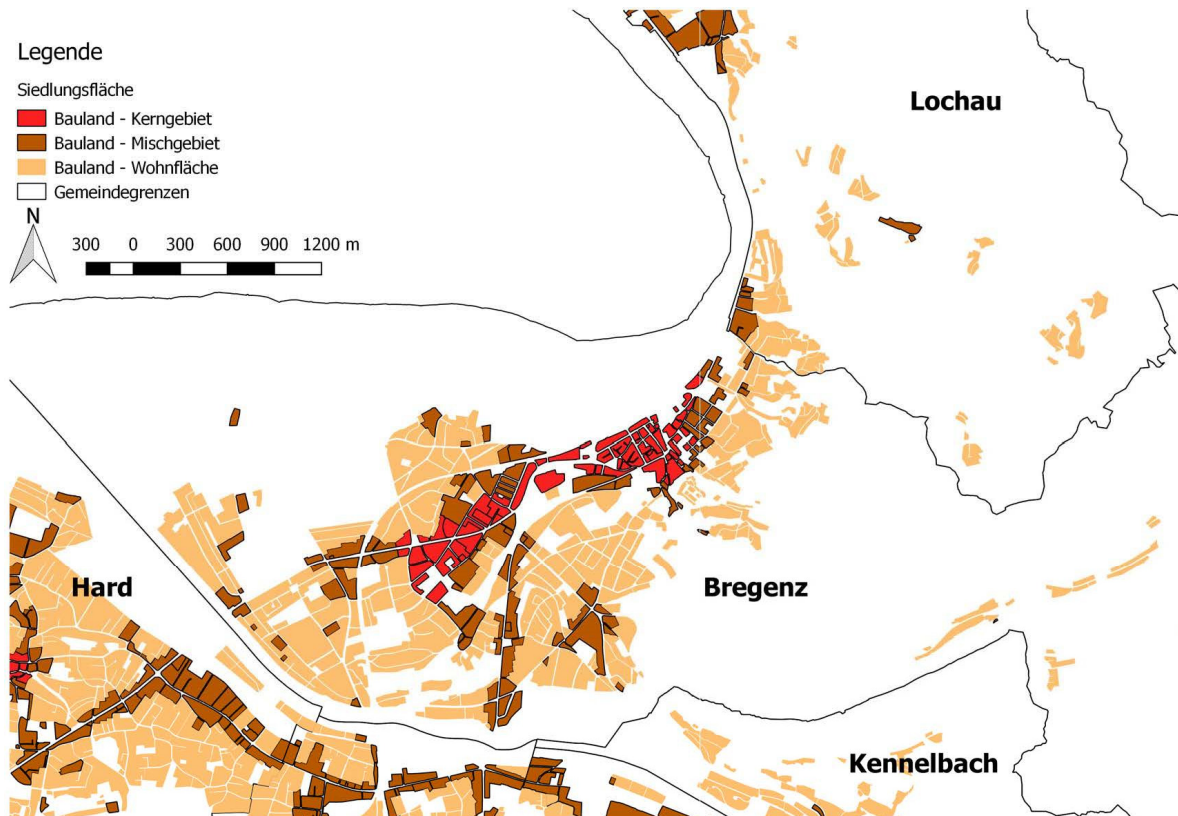 Legende
Siedlungsfläche
Bauland - Kerngebiet
Bauland - Mischgebiet
Bauland - Wohnfläche
Gemeindegrenzen
N
300 0 300 600 900 1200 m
Lochau
Hard
Bregenz
Kennelbach